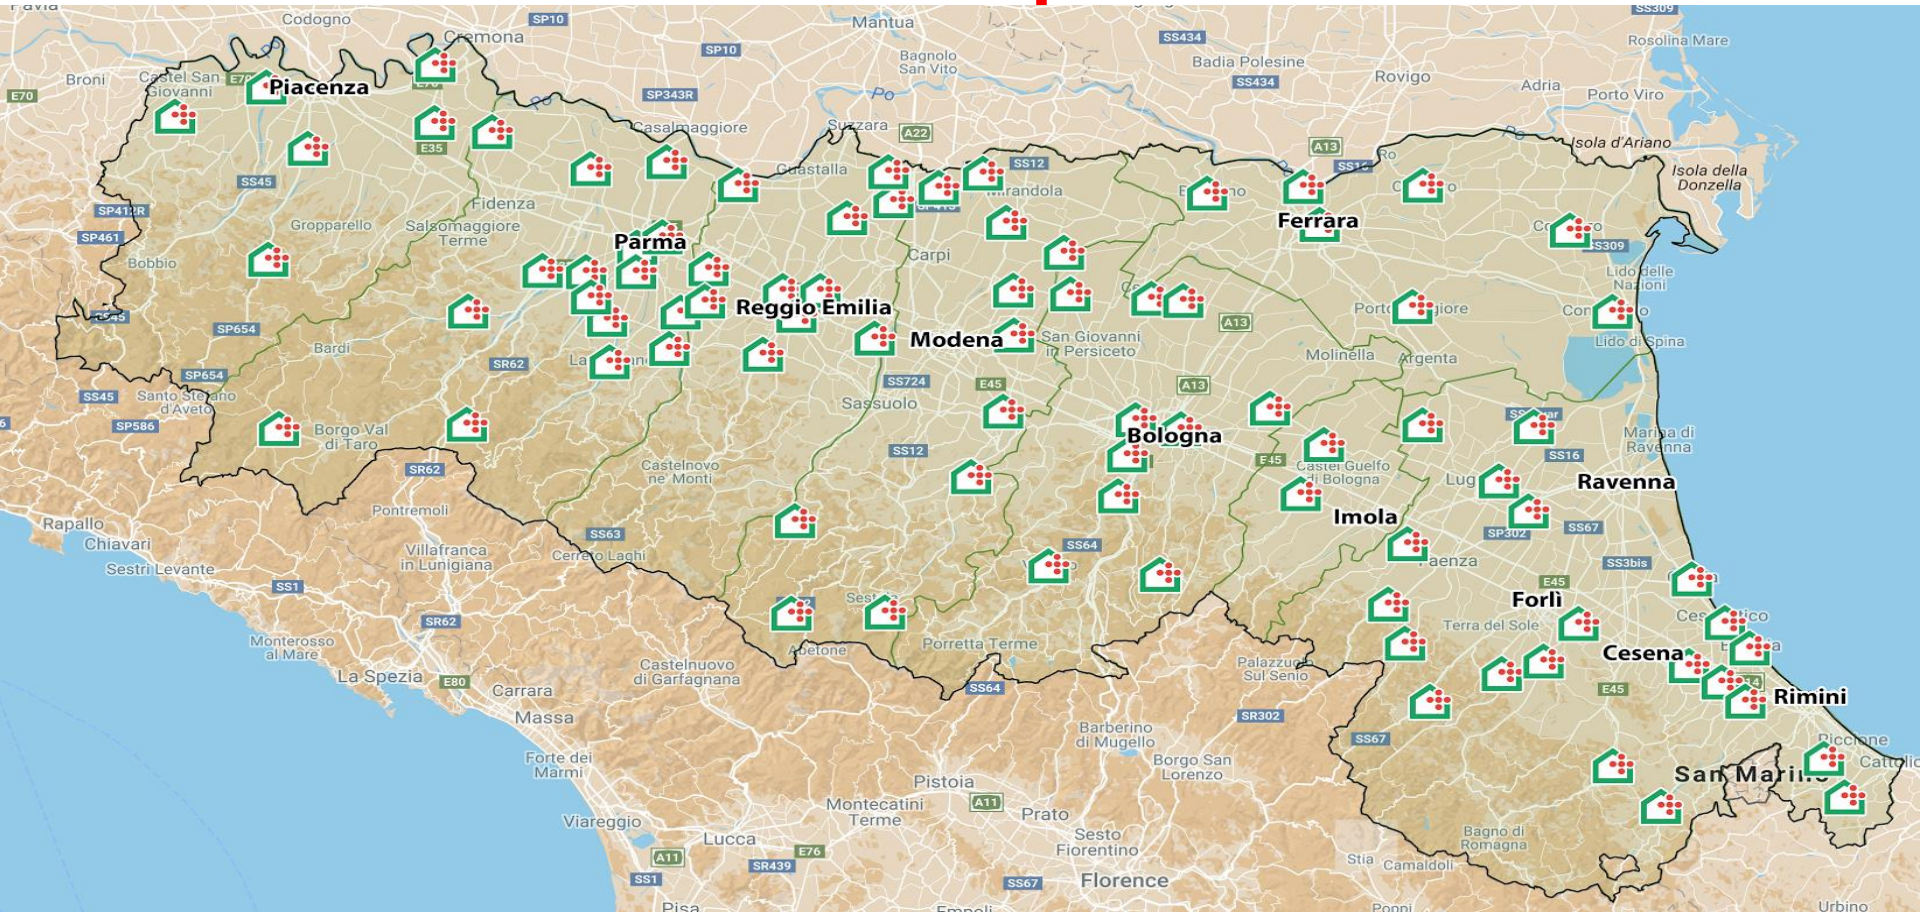 Pavia
Codogno
SP10
Cremona
Mantua
SS309
SP10
SS434
Rosolina Mare
Broni
Castel San
Giovanni
Po
Piacenza
Bagnolo
San Vito
Badia Polesine
SS434
Rovigo
Adria
Porto Viro
E70
SP343R
Po
Casalmaggiore
Suzzara
A22
A13
Po
Isola d'Ariano
E35
Guastalla
SS12
Ro
Isola della
Donzella
SS45
Mirandola
SP412R
Fidenza
Gropparello
Salsomaggiore
Terme
Ferrara
SP461
Parma
Carpi
SS309
Bobbio
Lido delle
Nazioni
SS45
SP654
Reggio Emilia
Modena
San Giovanni
in Persiceto
A13
Lido di Spina
Bardi
SR62
Molinella
Argenta
SP654
SS45
Santo Stefano
d'Aveto
SS724
E45
A13
Sassuolo
SP586
Borgo Val
di Taro
Bologna
Marina di
Ravenna
SS12
SS16
SR62
Castelnovo
ne' Monti
E45
Castel Guelfo
di Bologna
Ravenna
Pontremoli
Imola
Rapallo
Chiavari
SS63
SS64
SP302
SS67
Villafranca
in Lunigiana
Cerreto Laghi
Faenza
SS3bis
Sestri Levante
SS1
E45
Forlì
SR62
Terra del Sole
Monterosso
al Mare
Abetone
Porretta Terme
Cesena
La Spezia
E80
Castelnuovo
di Garfagnana
Palazzuolo
Sul Senio
Carrara
SS64
E45
Rimini
Massa
SR302
Barberino
di Mugello
SS67
Riccione
Forte dei
Marmi
Borgo San
Lorenzo
San Marino
Pistoia
A11
Montecatini
Terme
Prato
Viareggio
Lucca
Sesto
Fiorentino
Bagno di
Romagna
A11
E76
SR439
Stia
Camaldoli
SS1
SS67
Florence
Pisa
Empoli
Poppi
Urbino